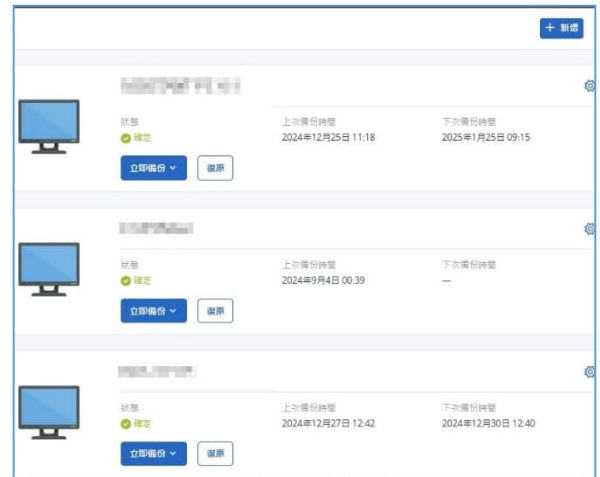 + 新增
狀態 上次備份時間 下次備份時間
確定 2024年12月25日 11:18 2025年1月25日 09:15
立即備份 復原
狀態 上次備份時間 下次備份時間
確定 2024年9月4日 00:39 —
立即備份 復原
狀態 上次備份時間 下次備份時間
確定 2024年12月27日 12:42 2024年12月30日 12:40
立即備份 復原